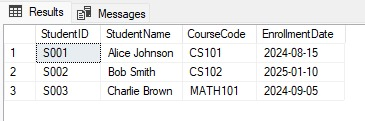 Results Messages
StudentID StudentName CourseCode EnrollmentDate
1 S001 Alice Johnson CS101 2024-08-15
2 S002 Bob Smith CS102 2025-01-10
3 S003 Charlie Brown MATH101 2024-09-05